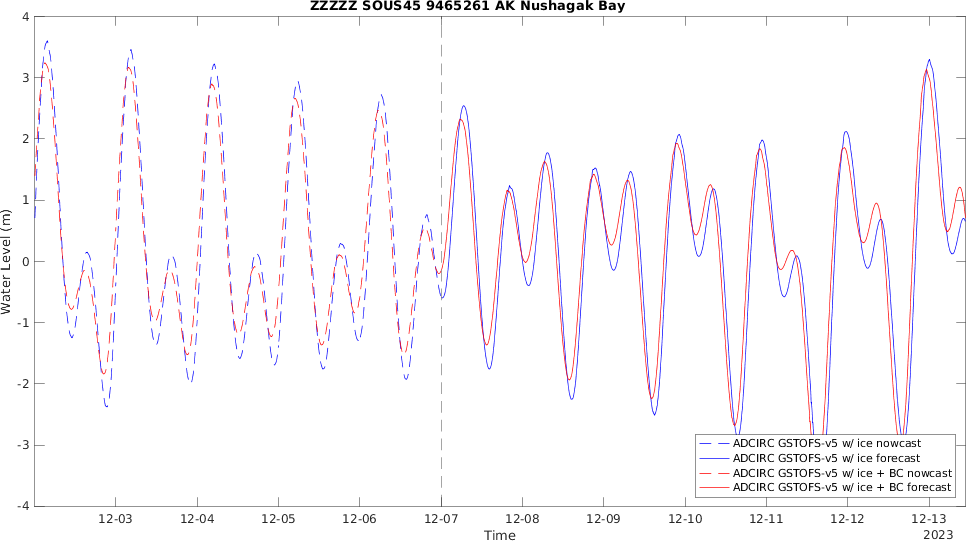 ZZZZZ SOUS45 9465261 AK Nushagak Bay
4
3
2
1
0
-1
-2
-3
-4
Water Level (m)
ADCIRC GSTOFS-v5 w/ ice nowcast
ADCIRC GSTOFS-v5 w/ ice forecast
ADCIRC GSTOFS-v5 w/ ice + BC nowcast
ADCIRC GSTOFS-v5 w/ ice + BC forecast
12-03 12-04 12-05 12-06 12-07 12-08 12-09 12-10 12-11 12-12 12-13
Time
2023